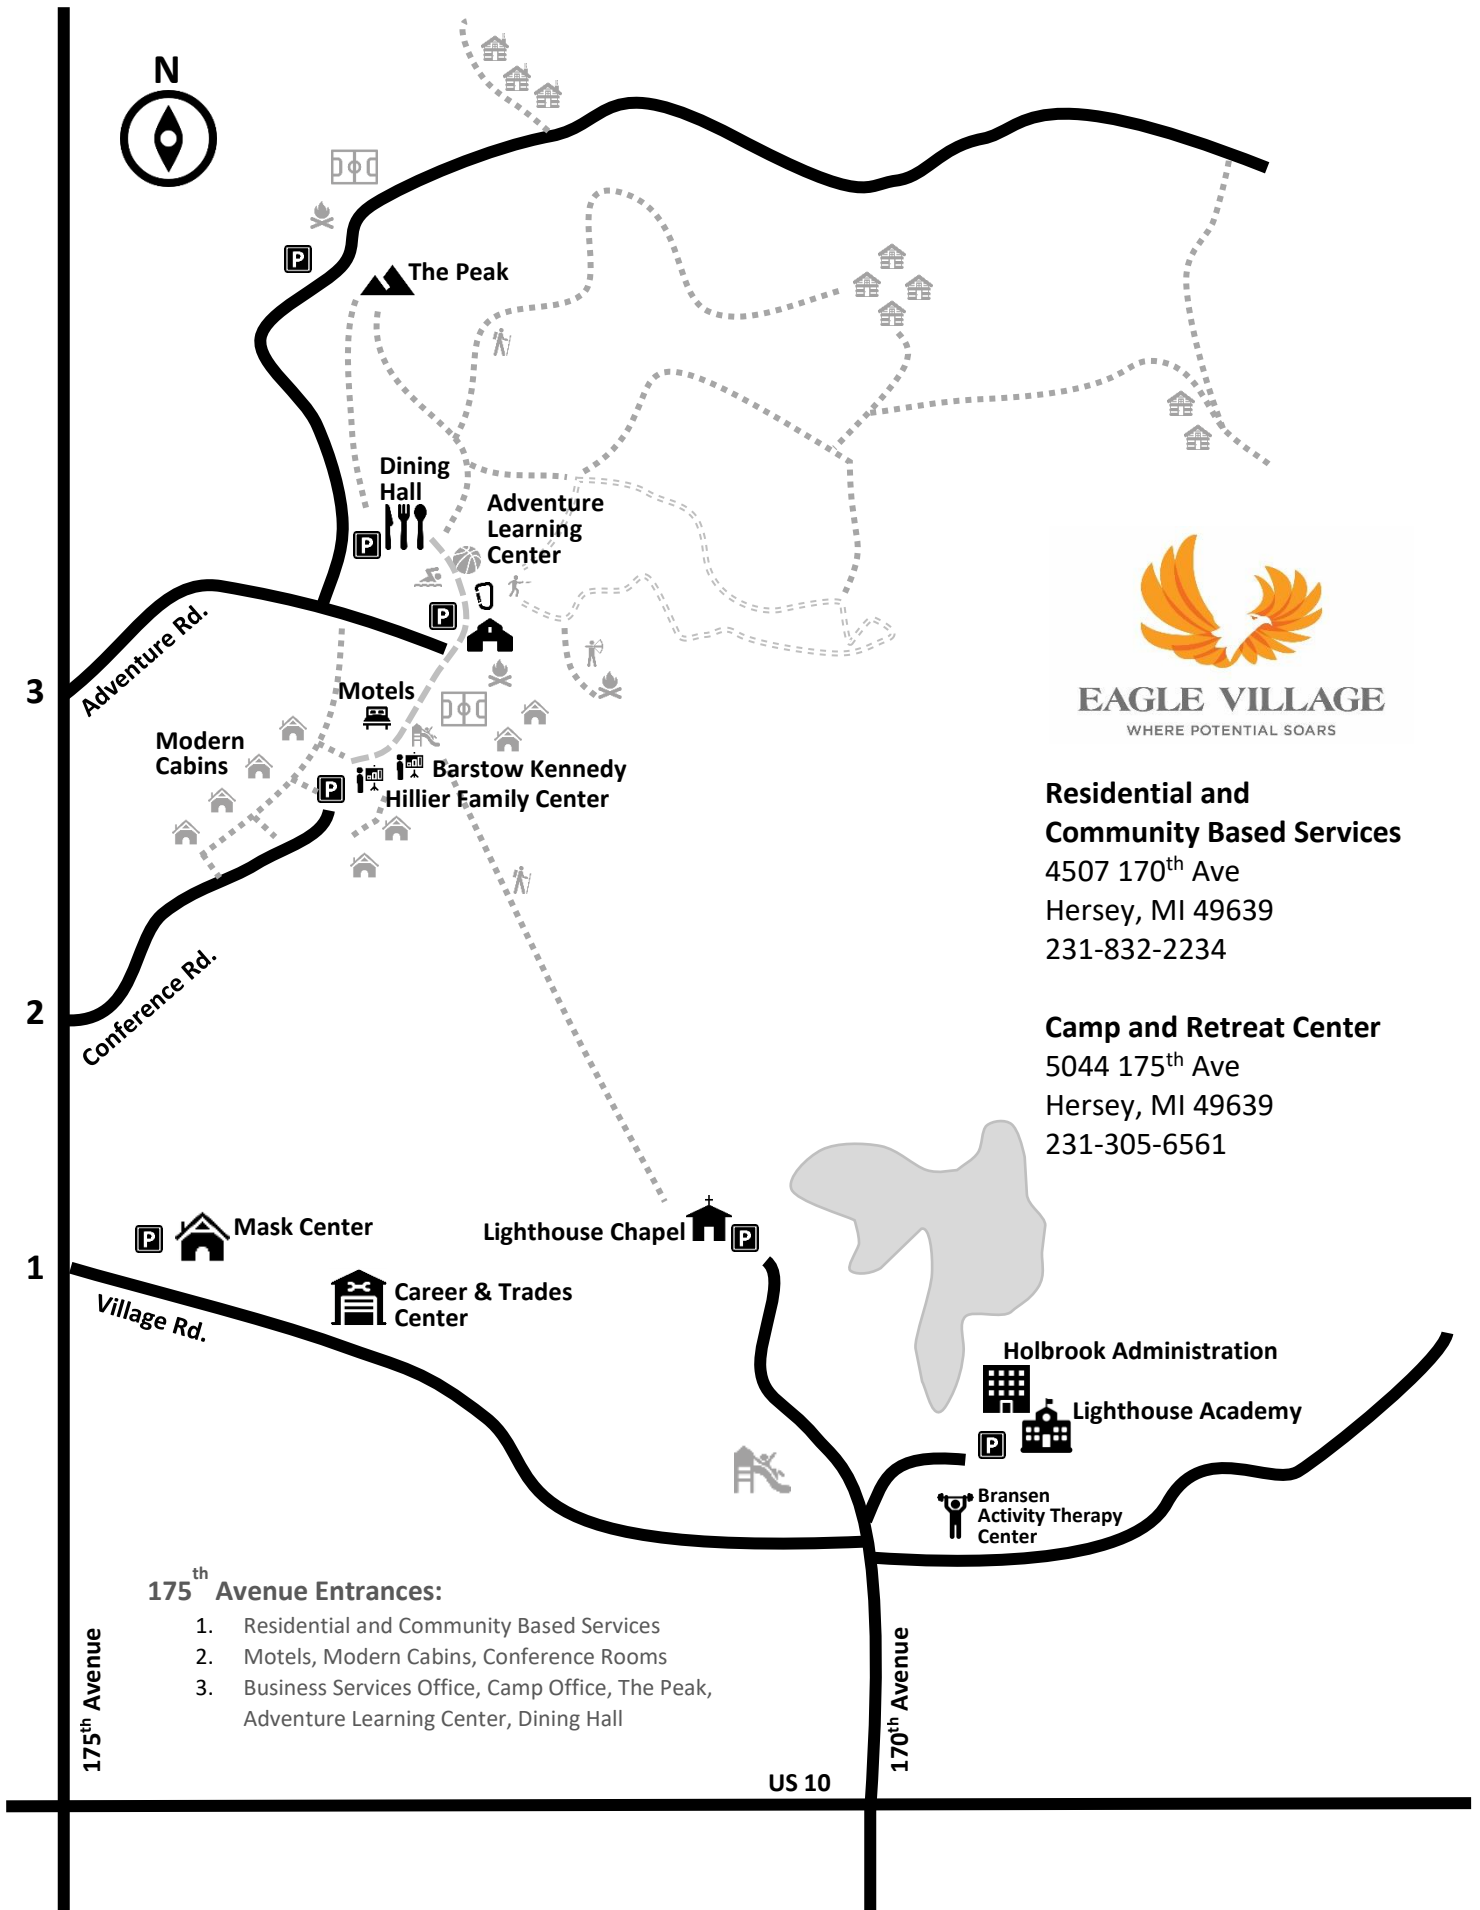 N
P
The Peak
Dining
Hall
Adventure
Learning
Center
P
P
Adventure Rd.
3
Motels
Modern
Cabins
Barstow Kennedy
Hillier Family Center
P
Conference Rd.
2
EAGLE VILLAGE
WHERE POTENTIAL SOARS
Residential and
Community Based Services
4507 170th Ave
Hersey, MI 49639
231-832-2234
Camp and Retreat Center
5044 175th Ave
Hersey, MI 49639
231-305-6561
P
Mask Center
Lighthouse Chapel
P
1
Village Rd.
Career & Trades
Center
Holbrook Administration
Lighthouse Academy
P
Bransen
Activity Therapy
Center
175th Avenue Entrances:
1. Residential and Community Based Services
2. Motels, Modern Cabins, Conference Rooms
3. Business Services Office, Camp Office, The Peak,
Adventure Learning Center, Dining Hall
175th Avenue
170th Avenue
US 10